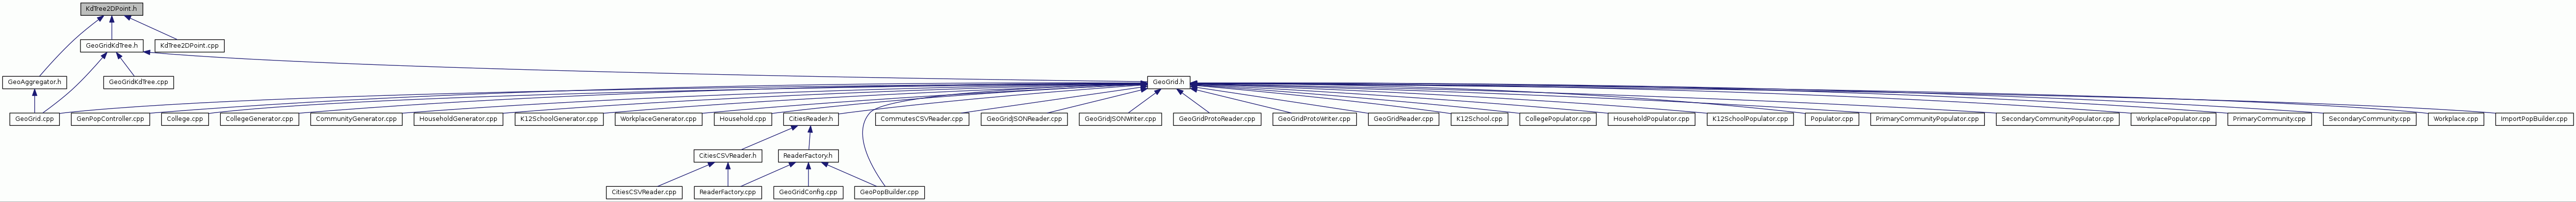 KdTree2DPoint.h
GeoGridKdTree.h
KdTree2DPoint.cpp
GeoAggregator.h
GeoGridKdTree.cpp
GeoGrid.h
GeoGrid.cpp
GenPopController.cpp
College.cpp
CollegeGenerator.cpp
CommunityGenerator.cpp
HouseholdGenerator.cpp
K12SchoolGenerator.cpp
WorkplaceGenerator.cpp
Household.cpp
CitiesReader.h
CommutesCSVReader.cpp
GeoGridJSONReader.cpp
GeoGridJSONWriter.cpp
GeoGridProtoReader.cpp
GeoGridProtoWriter.cpp
GeoGridReader.cpp
K12School.cpp
CollegePopulator.cpp
HouseholdPopulator.cpp
K12SchoolPopulator.cpp
Populator.cpp
PrimaryCommunityPopulator.cpp
SecondaryCommunityPopulator.cpp
WorkplacePopulator.cpp
PrimaryCommunity.cpp
SecondaryCommunity.cpp
Workplace.cpp
ImportPopBuilder.cpp
CitiesCSVReader.h
ReaderFactory.h
CitiesCSVReader.cpp
ReaderFactory.cpp
GeoGridConfig.cpp
GeoPopBuilder.cpp